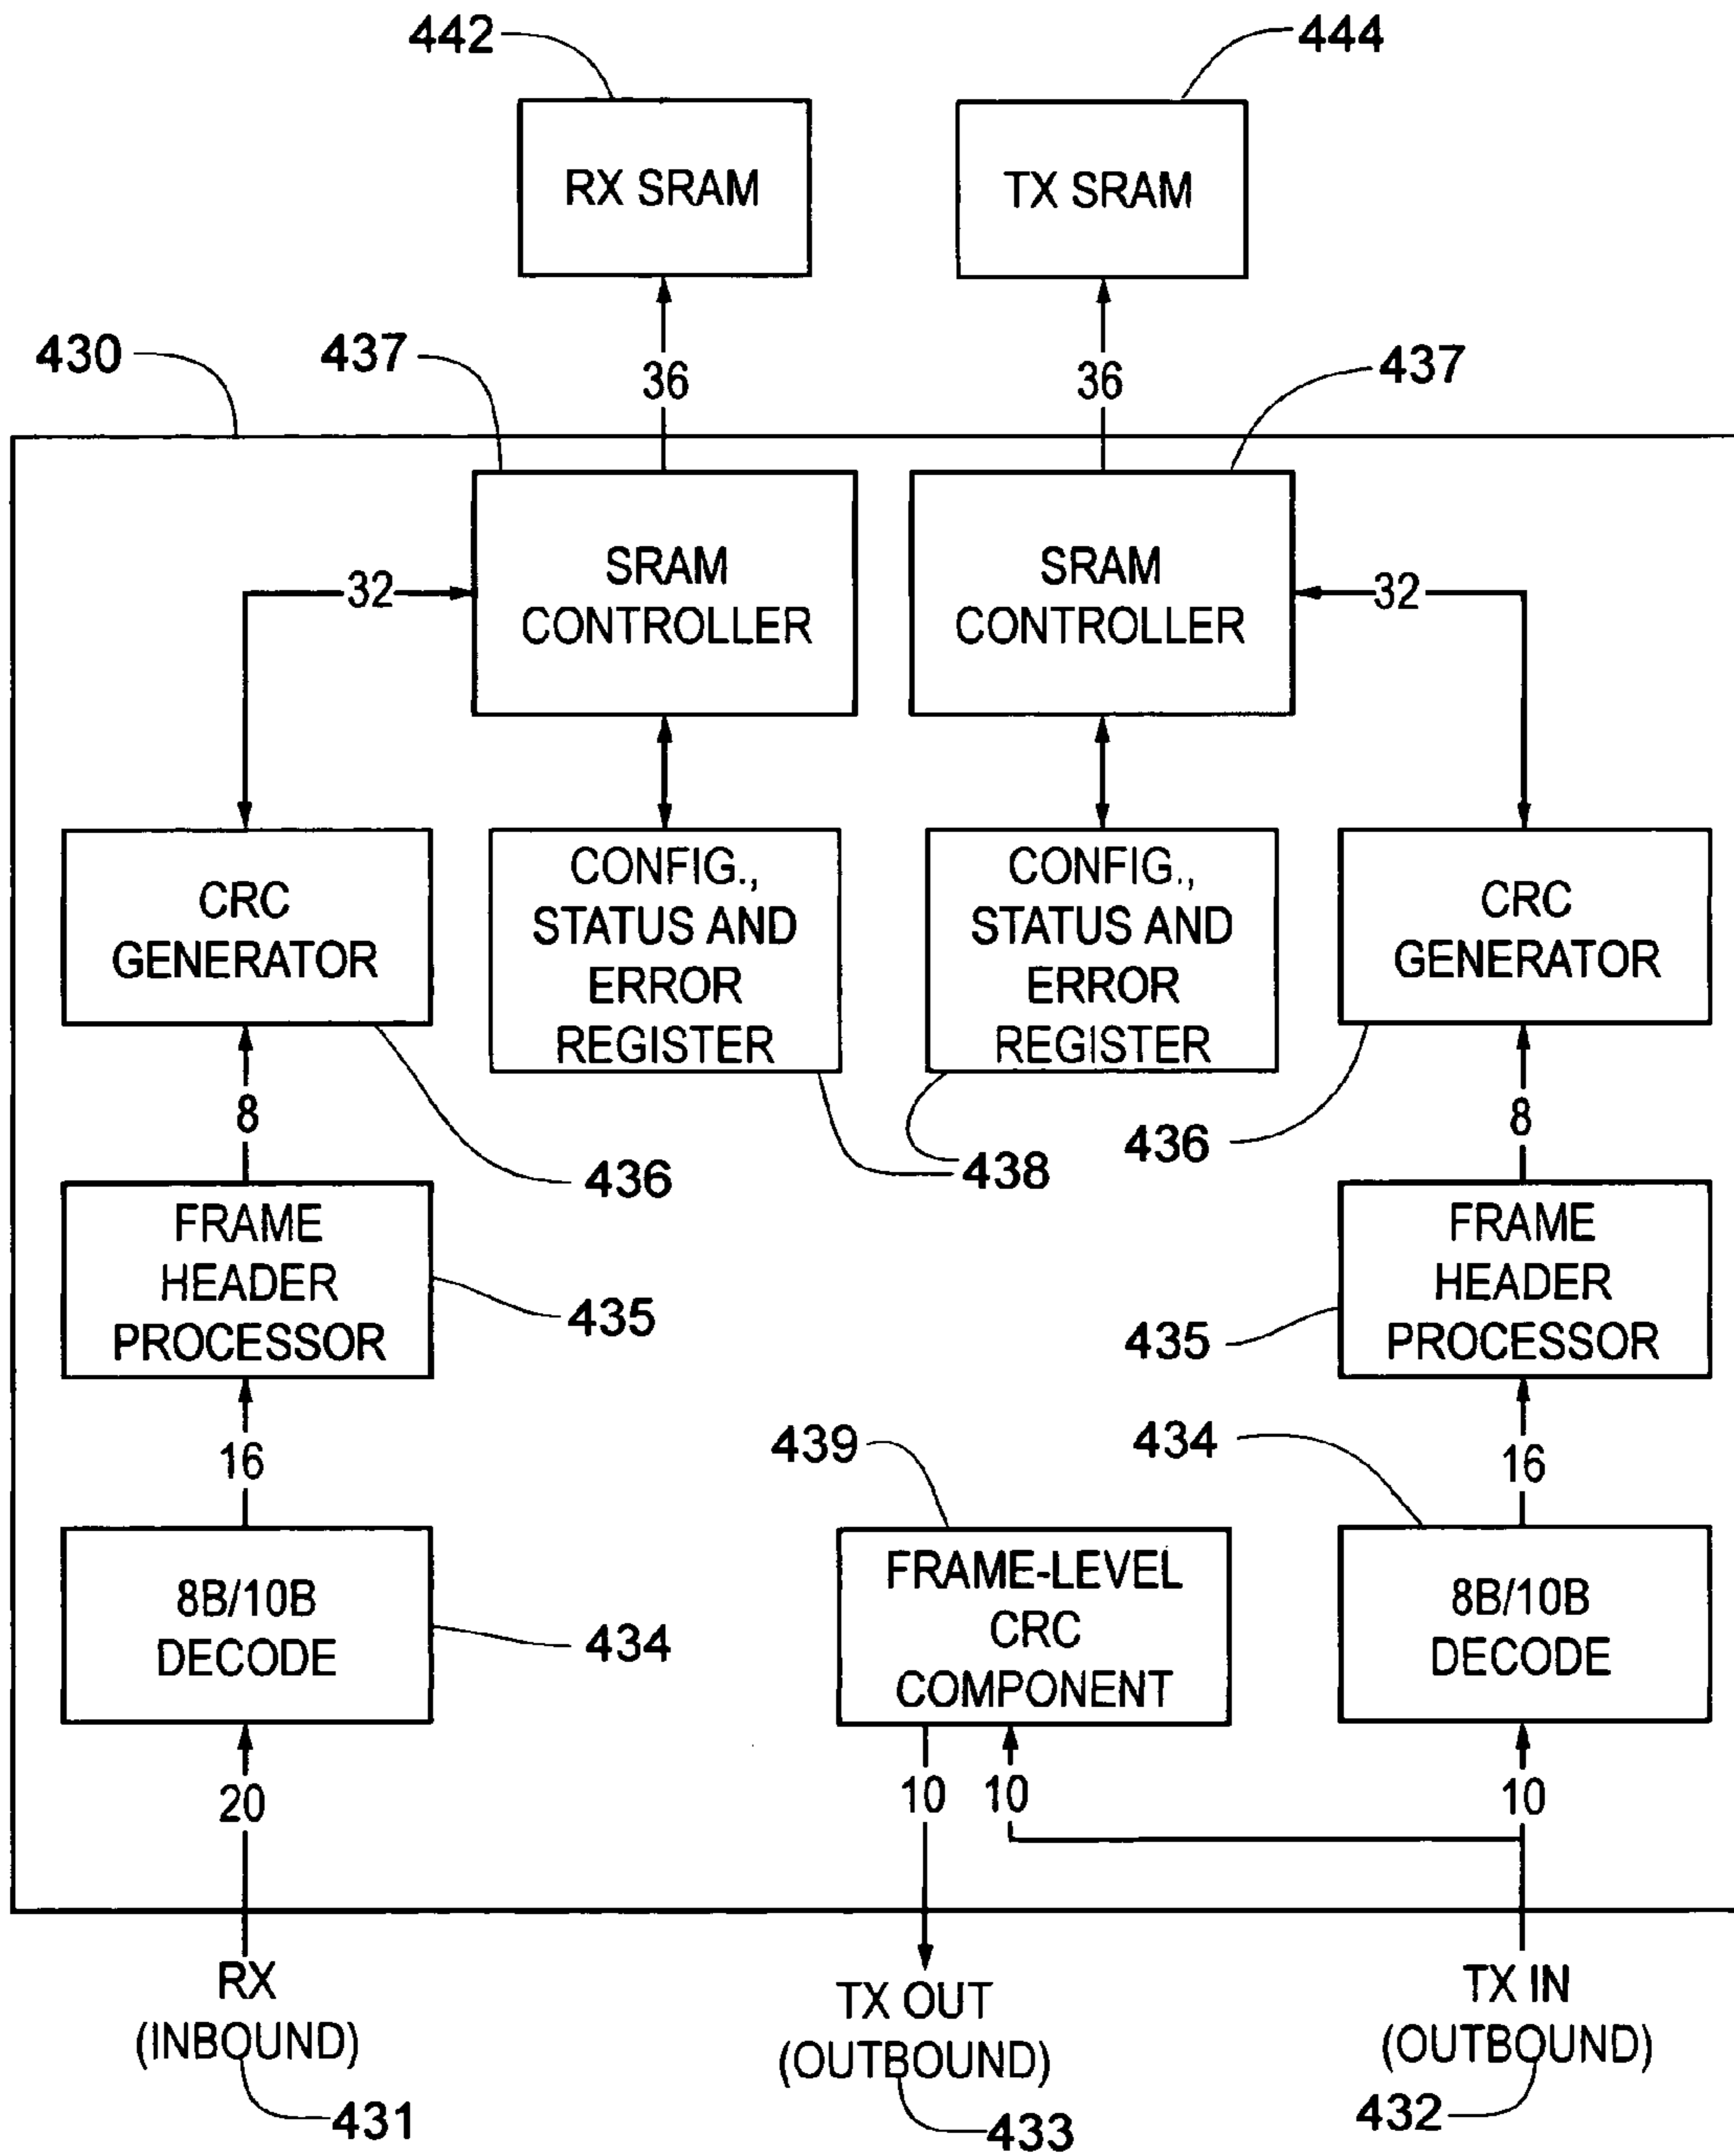 442
444
RX SRAM
TX SRAM
430
437
36
36
437
SRAM
CONTROLLER
SRAM
CONTROLLER
32
32
CRC
GENERATOR
CONFIG.,
STATUS AND
ERROR
REGISTER
CONFIG.,
STATUS AND
ERROR
REGISTER
CRC
GENERATOR
8
436
438
436
8
FRAME
HEADER
PROCESSOR
435
435
FRAME
HEADER
PROCESSOR
16
439
434
16
8B/10B
DECODE
434
FRAME-LEVEL
CRC
COMPONENT
8B/10B
DECODE
20
10
10
10
RX
(INBOUND)
431
TX OUT
(OUTBOUND)
433
TX IN
(OUTBOUND)
432